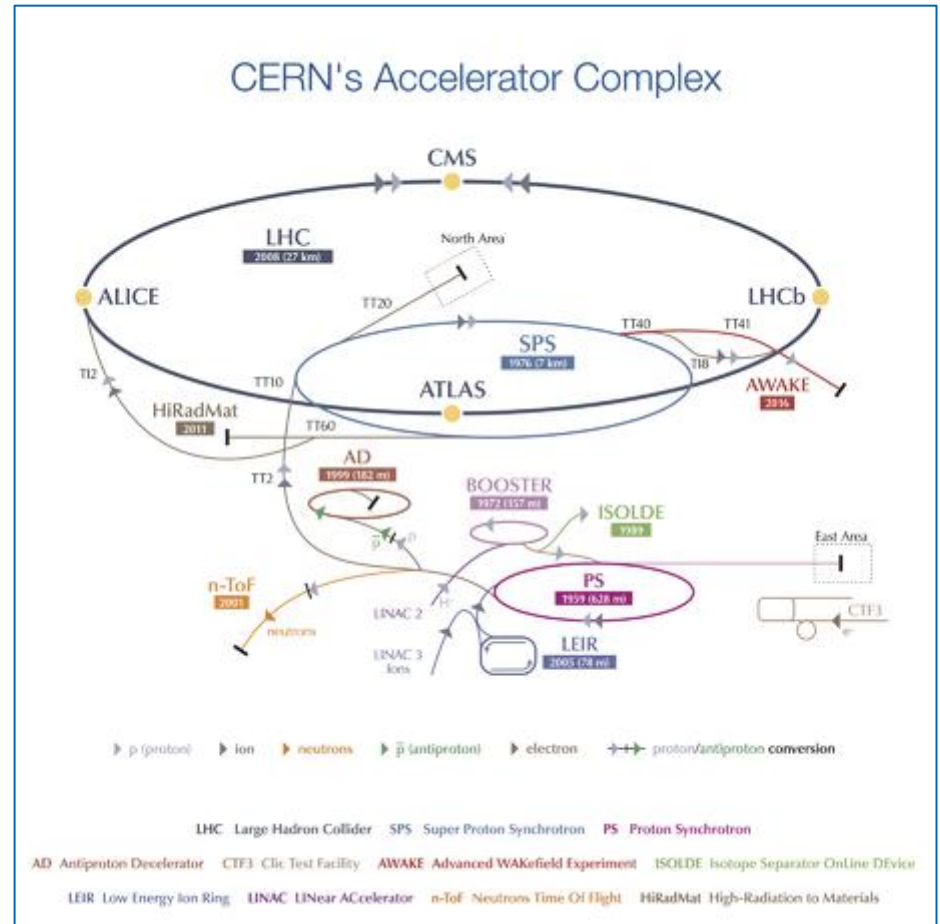 CERN's Accelerator Complex
CMS
LHC
2008 (27 km)
North Area
ALICE
LHCb
TT20
TT40
TT41
SPS
1976 (7 km)
TI2
TT10
TI8
ATLAS
AWAKE
2016
HiRadMat
2011
TT60
AD
1999 (182 m)
TT2
BOOSTER
1972 (157 m)
ISOLDE
1989
p
p̅
East Area
n-ToF
2001
PS
1959 (628 m)
LINAC 2
neutrons
CTF3
e-
LEIR
2005 (78 m)
LINAC 3
Ions
p (proton) ion neutrons p̅ (antiproton) electron proton/antiproton conversion
LHC Large Hadron Collider SPS Super Proton Synchrotron PS Proton Synchrotron
AD Antiproton Decelerator CTF3 Clic Test Facility AWAKE Advanced WAKefield Experiment ISOLDE Isotope Separator OnLine DEvice
LEIR Low Energy Ion Ring LINAC LINear ACcelerator n-ToF Neutrons Time Of Flight HiRadMat High-Radiation to Materials